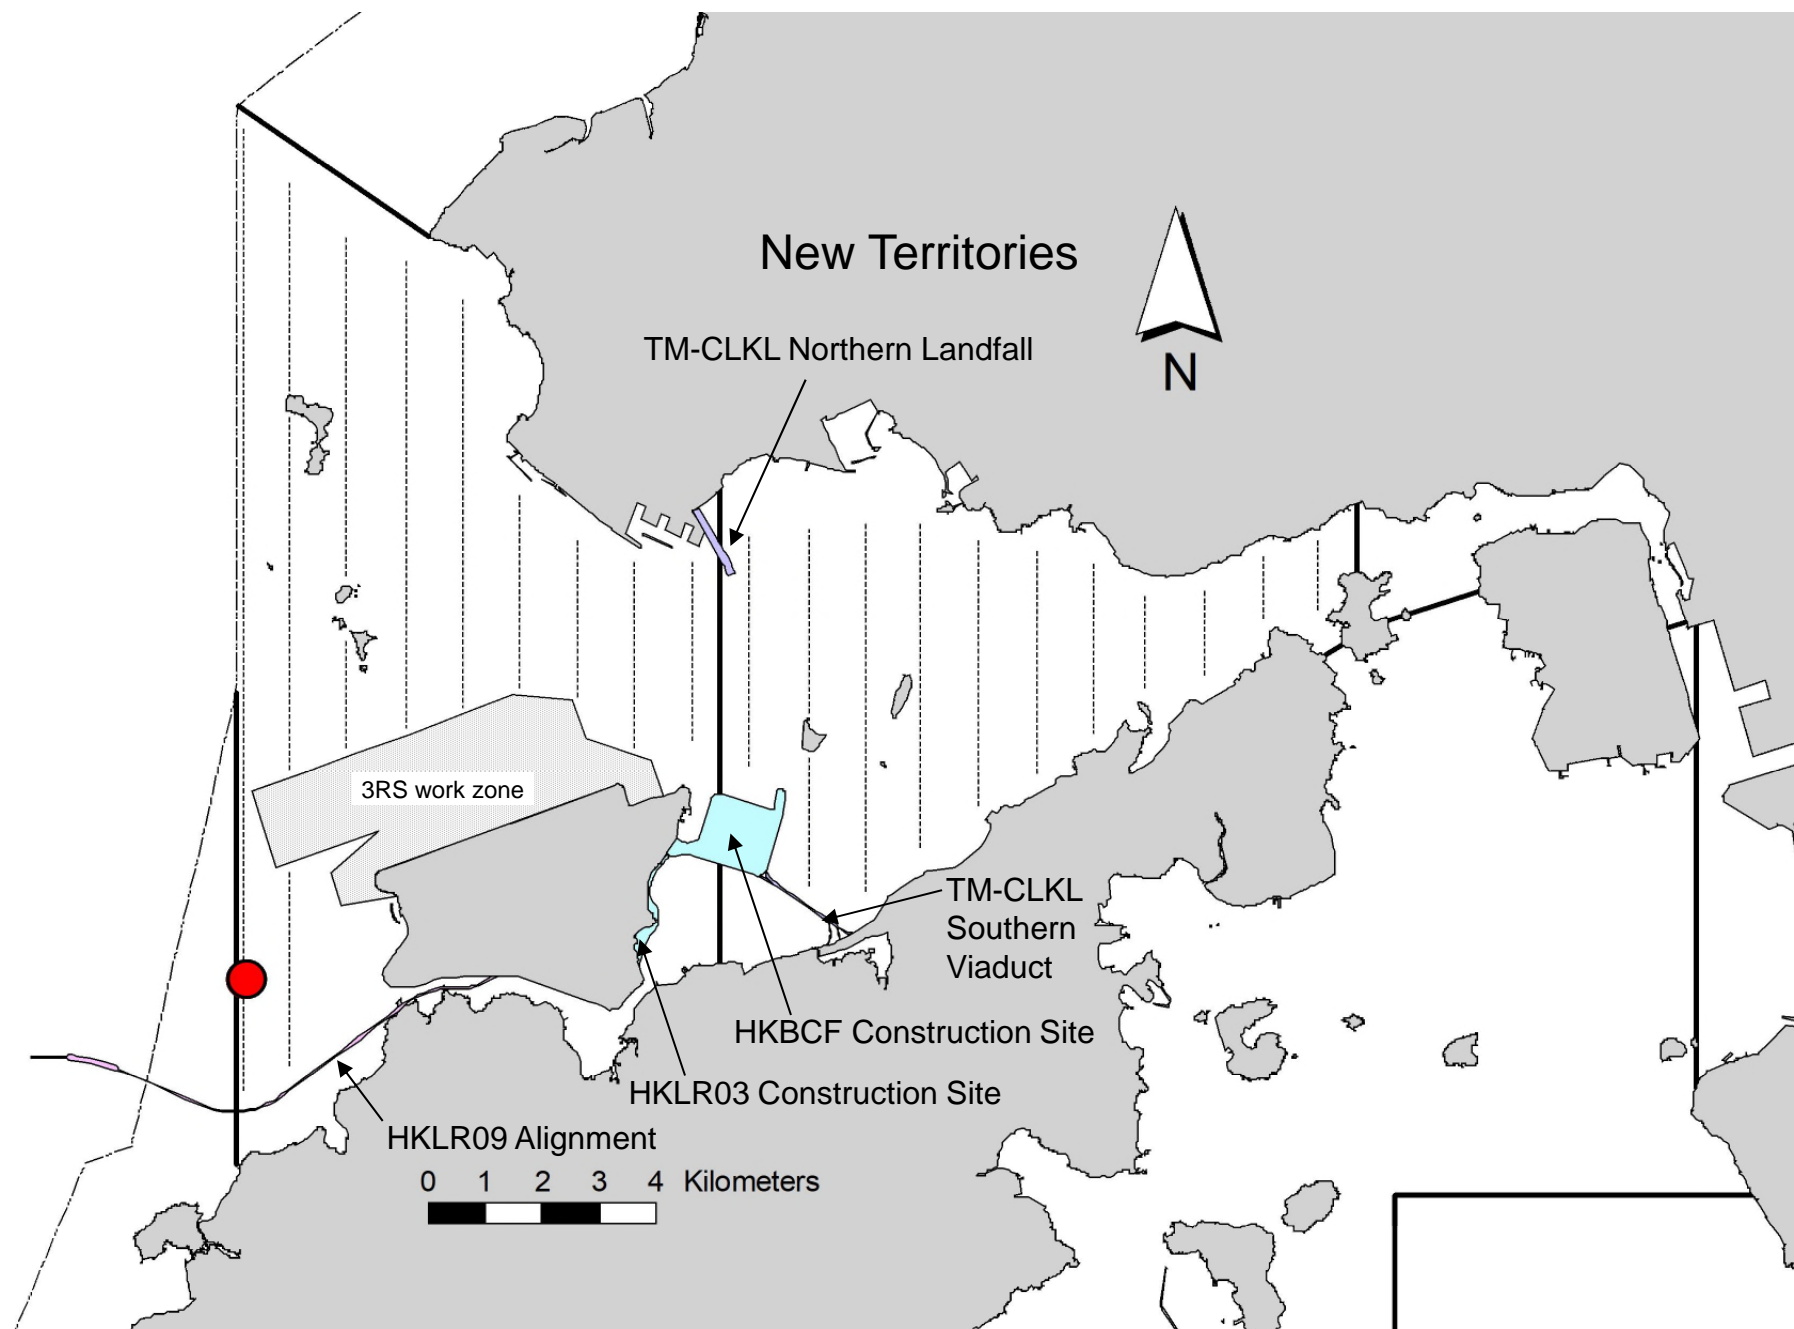 New Territories
TM-CLKL Northern Landfall
N
3RS work zone
TM-CLKL
Southern
Viaduct
HKBCF Construction Site
HKLR03 Construction Site
HKLR09 Alignment
0 1 2 3 4 Kilometers